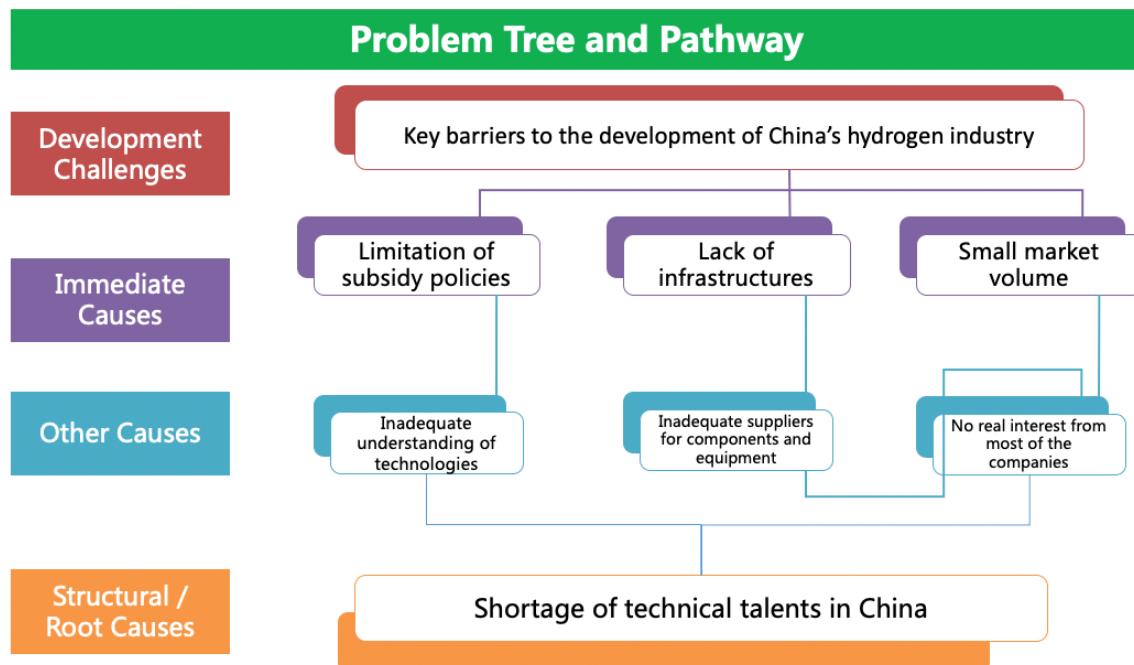 Problem Tree and Pathway
Development
Challenges
Key barriers to the development of China’s hydrogen industry
Immediate
Causes
Limitation of
subsidy policies
Lack of
infrastructures
Small market
volume
Other Causes
Inadequate
understanding of
technologies
Inadequate suppliers
for components and
equipment
No real interest from
most of the
companies
Structural /
Root Causes
Shortage of technical talents in China